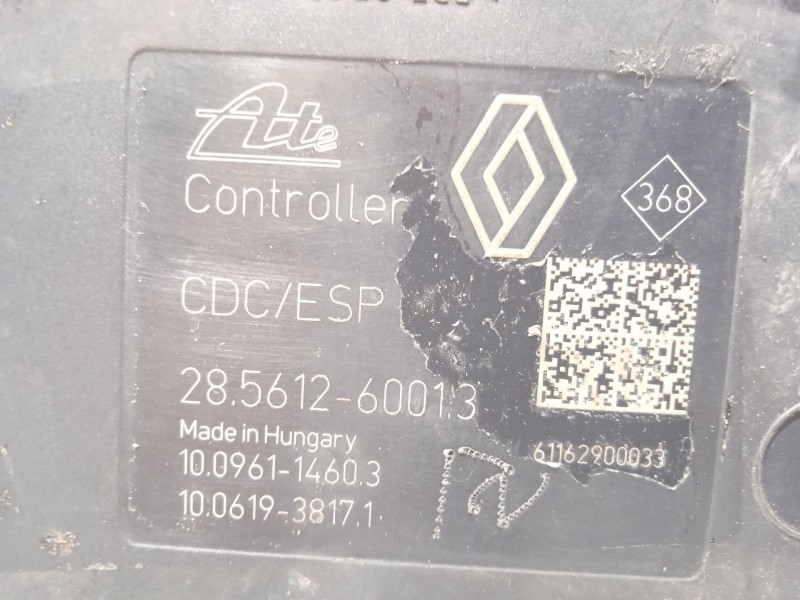 Ate
Controller
368
CDC/ESP
28.5612-6001.3
Made in Hungary
10.0961-1460.3
10.0619-3817.1
61162900033